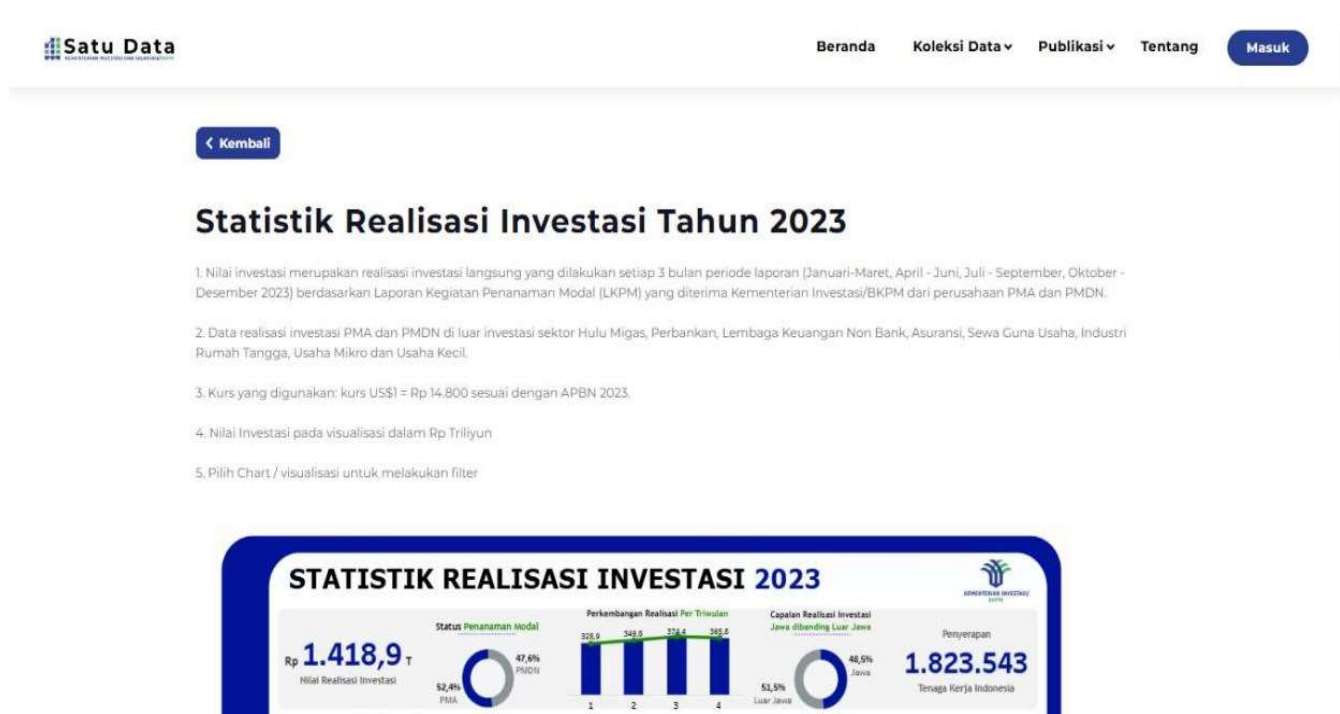 Satu Data
Beranda
Koleksi Data
Publikasi
Tentang
Masuk
Kembali
Statistik Realisasi Investasi Tahun 2023
1. Nilai investasi merupakan realisasi investasi langsung yang dilakukan setiap 3 bulan periode laporan (Januari-Maret, April - Juni, Juli - September, Oktober -
Desember 2023) berdasarkan Laporan Kegiatan Penanaman Modal (LKPM) yang diterima Kementerian Investasi/BKPM dari perusahaan PMA dan PMDN.
2. Data realisasi investasi PMA dan PMDN di luar investasi sektor Hulu Migas, Perbankan, Lembaga Keuangan Non Bank, Asuransi, Sewa Guna Usaha, Industri
Rumah Tangga, Usaha Mikro dan Usaha Kecil.
3. Kurs yang digunakan: kurs US$1 = Rp 14.800 sesuai dengan APBN 2023.
4. Nilai Investasi pada visualisasi dalam Rp Triliyun
5. Pilih Chart / visualisasi untuk melakukan filter
STATISTIK REALISASI INVESTASI 2023
KEMENTERIAN INVESTASI/
BKPM
Rp 1.418,9 T
Nilai Realisasi Investasi
Status Penanaman Modal
47,6%
PMDN
52,4%
PMA
Perkembangan Realisasi Per Triwulan
328,9 349,8 374,4 365,8
1 2 3 4
Capaian Realisasi Investasi
Jawa dibanding Luar Jawa
48,5%
Jawa
51,5%
Luar Jawa
Penyerapan
1.823.543
Tenaga Kerja Indonesia